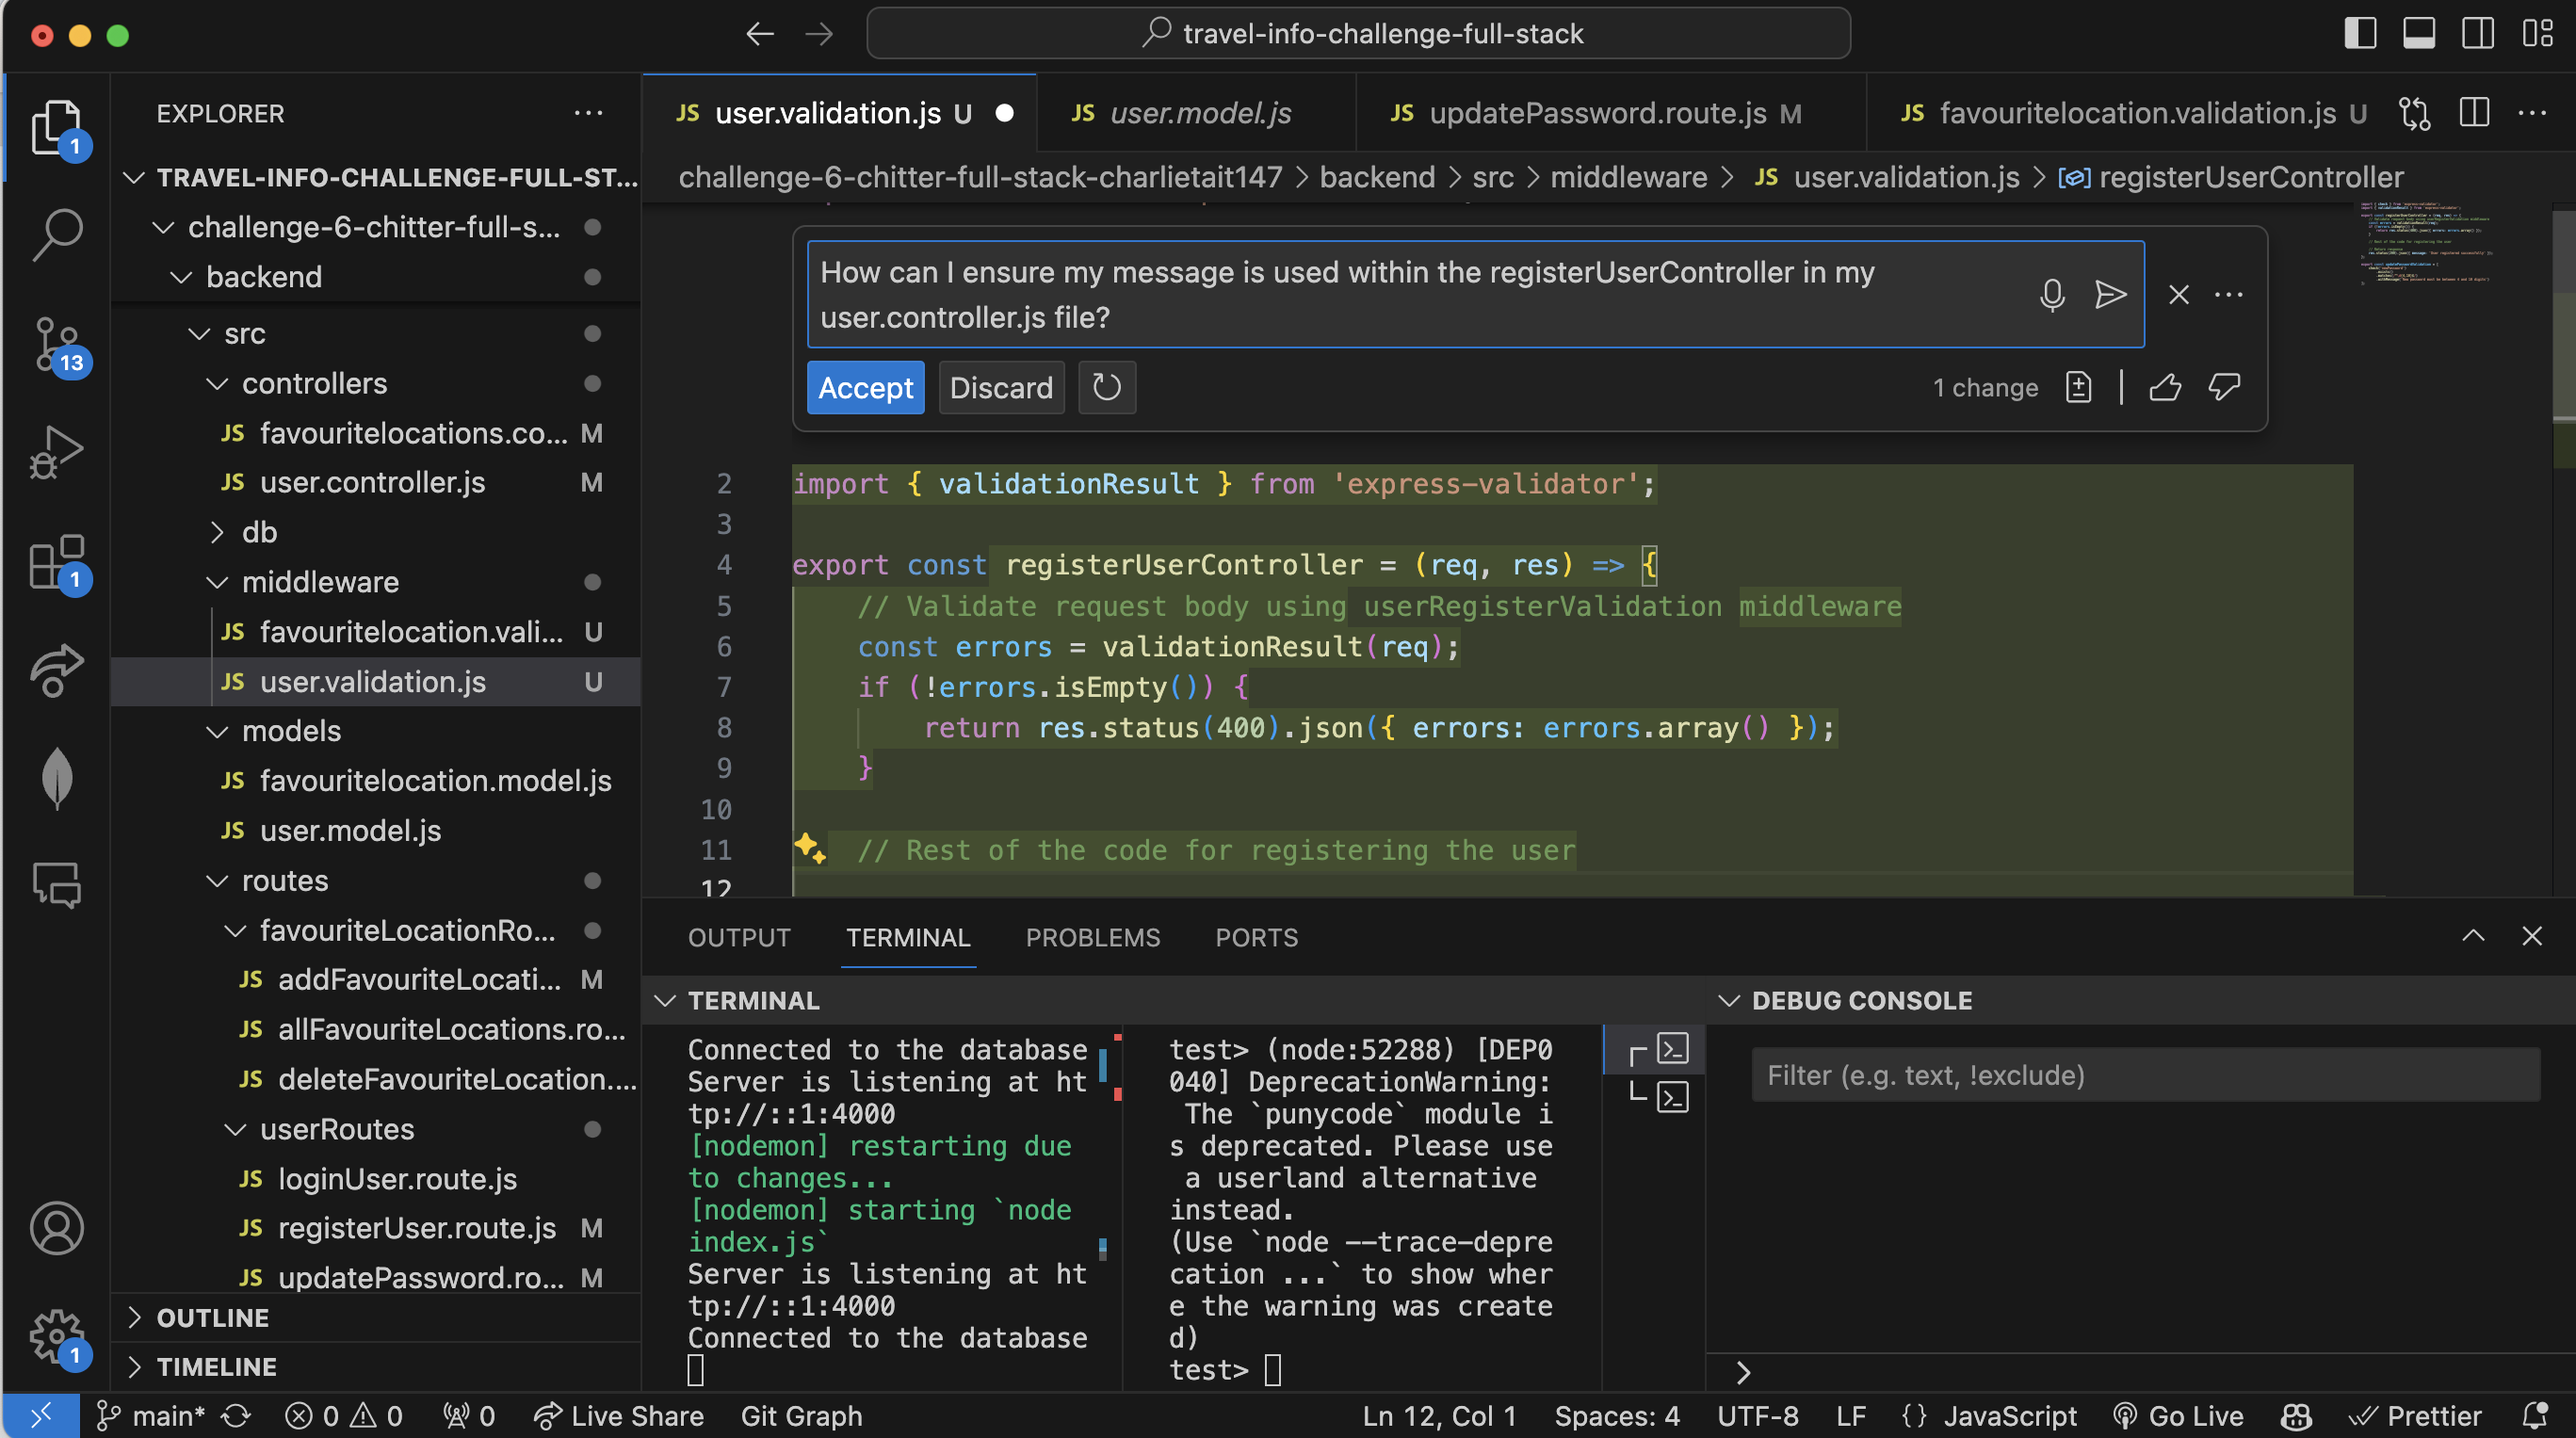 travel-info-challenge-full-stack
EXPLORER
TRAVEL-INFO-CHALLENGE-FULL-ST...
challenge-6-chitter-full-s...
backend
src
controllers
JS favouritelocations.co... M
JS user.controller.js M
db
middleware
JS favouritelocation.vali... U
JS user.validation.js U
models
JS favouritelocation.model.js
JS user.model.js
routes
favouriteLocationRo...
JS addFavouriteLocati... M
JS allFavouriteLocations.ro...
JS deleteFavouriteLocation....
userRoutes
JS loginUser.route.js
JS registerUser.route.js M
JS updatePassword.ro... M
OUTLINE
TIMELINE
1
13
1
1
JS user.validation.js U
JS user.model.js
JS updatePassword.route.js M
JS favouritelocation.validation.js U
challenge-6-chitter-full-stack-charlietait147 > backend > src > middleware > JS user.validation.js > registerUserController
How can I ensure my message is used within the registerUserController in my
user.controller.js file?
Accept Discard
1 change
2 import { validationResult } from 'express-validator';
3
4 export const registerUserController = (req, res) => {
5 // Validate request body using userRegisterValidation middleware
6 const errors = validationResult(req);
7 if (!errors.isEmpty()) {
8 return res.status(400).json({ errors: errors.array() });
9 }
10
11 // Rest of the code for registering the user
12
OUTPUT TERMINAL PROBLEMS PORTS
TERMINAL
Connected to the database
Server is listening at ht
tp://::1:4000
[nodemon] restarting due
to changes...
[nodemon] starting `node
index.js`
Server is listening at ht
tp://::1:4000
Connected to the database
test> (node:52288) [DEP0
040] DeprecationWarning:
The `punycode` module i
s deprecated. Please use
a userland alternative
instead.
(Use `node --trace-depre
cation ...` to show wher
e the warning was create
d)
test>
DEBUG CONSOLE
Filter (e.g. text, !exclude)
main* 0 0 0 Live Share Git Graph Ln 12, Col 1 Spaces: 4 UTF-8 LF {} JavaScript Go Live Prettier